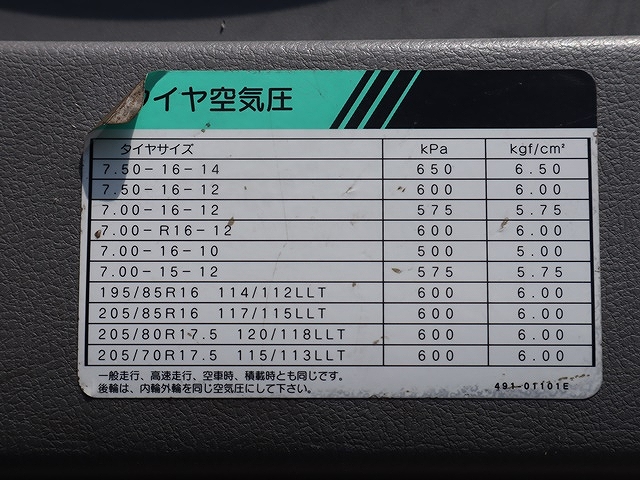 タイヤ空気圧
タイヤサイズ kPa kgf/cm²
7.50-16-14 650 6.50
7.50-16-12 600 6.00
7.00-16-12 575 5.75
7.00-R16-12 600 6.00
7.00-16-10 500 5.00
7.00-15-12 575 5.75
195/85R16 114/112LLT 600 6.00
205/85R16 117/115LLT 600 6.00
205/80R17.5 120/118LLT 600 6.00
205/70R17.5 115/113LLT 600 6.00
一般走行、高速走行、空車時、積載時とも同じです。
後輪は、内輪外輪を同じ空気圧にして下さい。 491-01101E